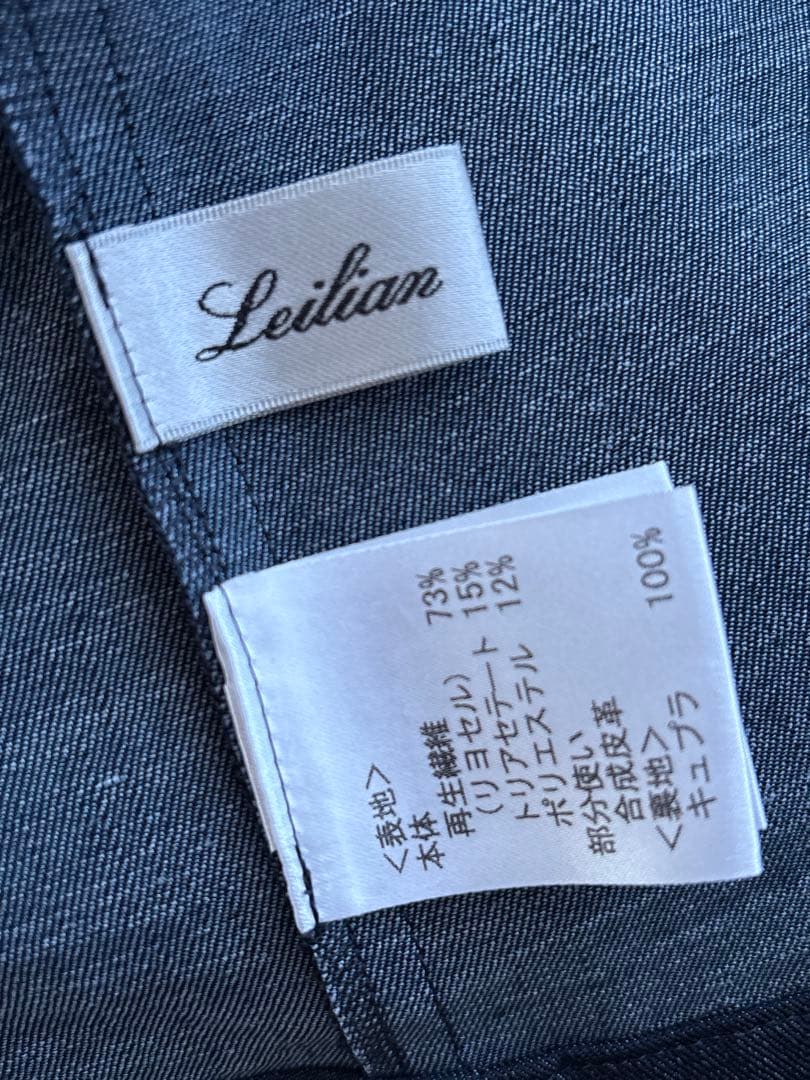 Leilian
<表地>
本体
再生繊維
(リヨセル) 73%
トリアセテート 15%
ポリエステル 12%
部分使い
合成皮革
<裏地>
キュプラ 100%